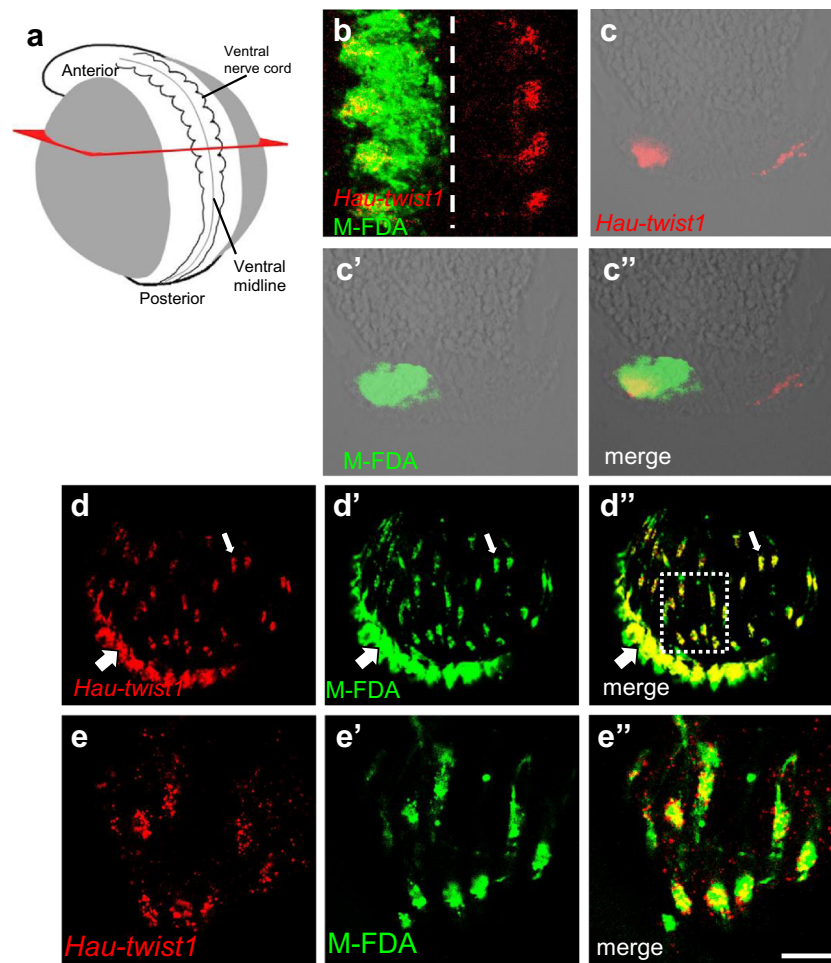 a
Anterior
Ventral
nerve cord
Ventral
midline
Posterior
b
Hau-twist1
M-FDA
c
Hau-twist1
c'
M-FDA
c''
merge
d
Hau-twist1
d'
M-FDA
d''
merge
e
Hau-twist1
e'
M-FDA
e''
merge